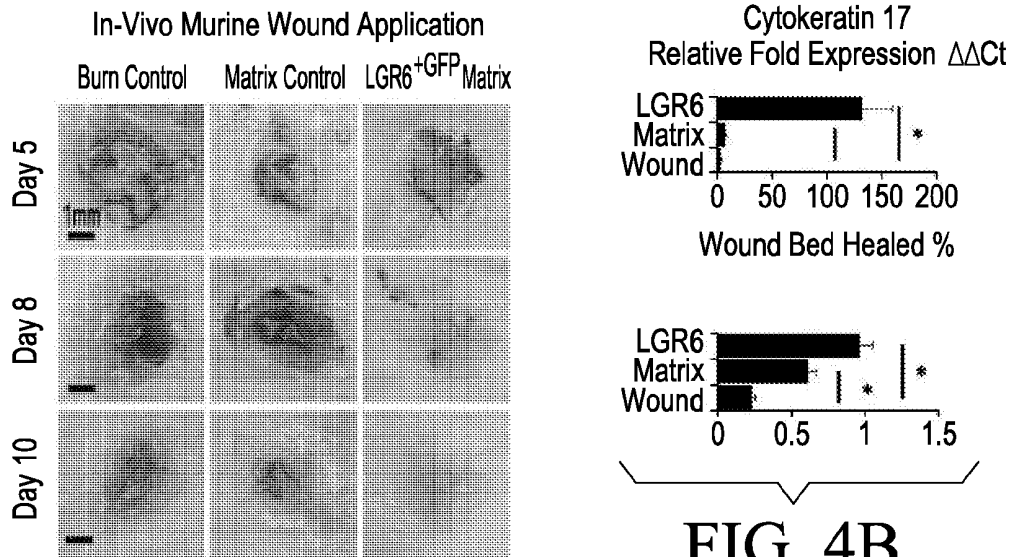 In-Vivo Murine Wound Application
Burn Control Matrix Control LGR6+GFP Matrix
Day 5
1mm
Day 8
Day 10
Cytokeratin 17
Relative Fold Expression ΔΔCt
LGR6
Matrix
Wound
*
0 50 100 150 200
Wound Bed Healed %
LGR6
Matrix
Wound
*
*
0 0.5 1 1.5
FIG. 4B